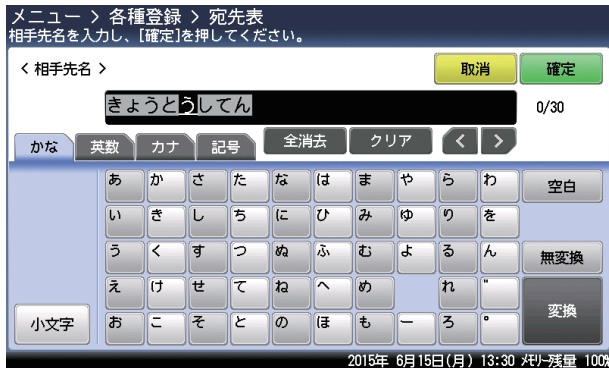 メニュー > 各種登録 > 宛先表
相手先名を入力し、[確定]を押してください。
< 相手先名 > 取消 確定
きょうとうしてん 0/30
かな 英数 カナ 記号 全消去 クリア < >
あ か さ た な は ま や ら わ 空白
い き し ち に ひ み ゆ り を
う く す つ ぬ ふ む よ る ん 無変換
え け せ て ね へ め れ ゛ 変換
小文字 お こ そ と の ほ も ー ろ ゜
2015年 6月15日(月) 13:30 メモリー残量 100%